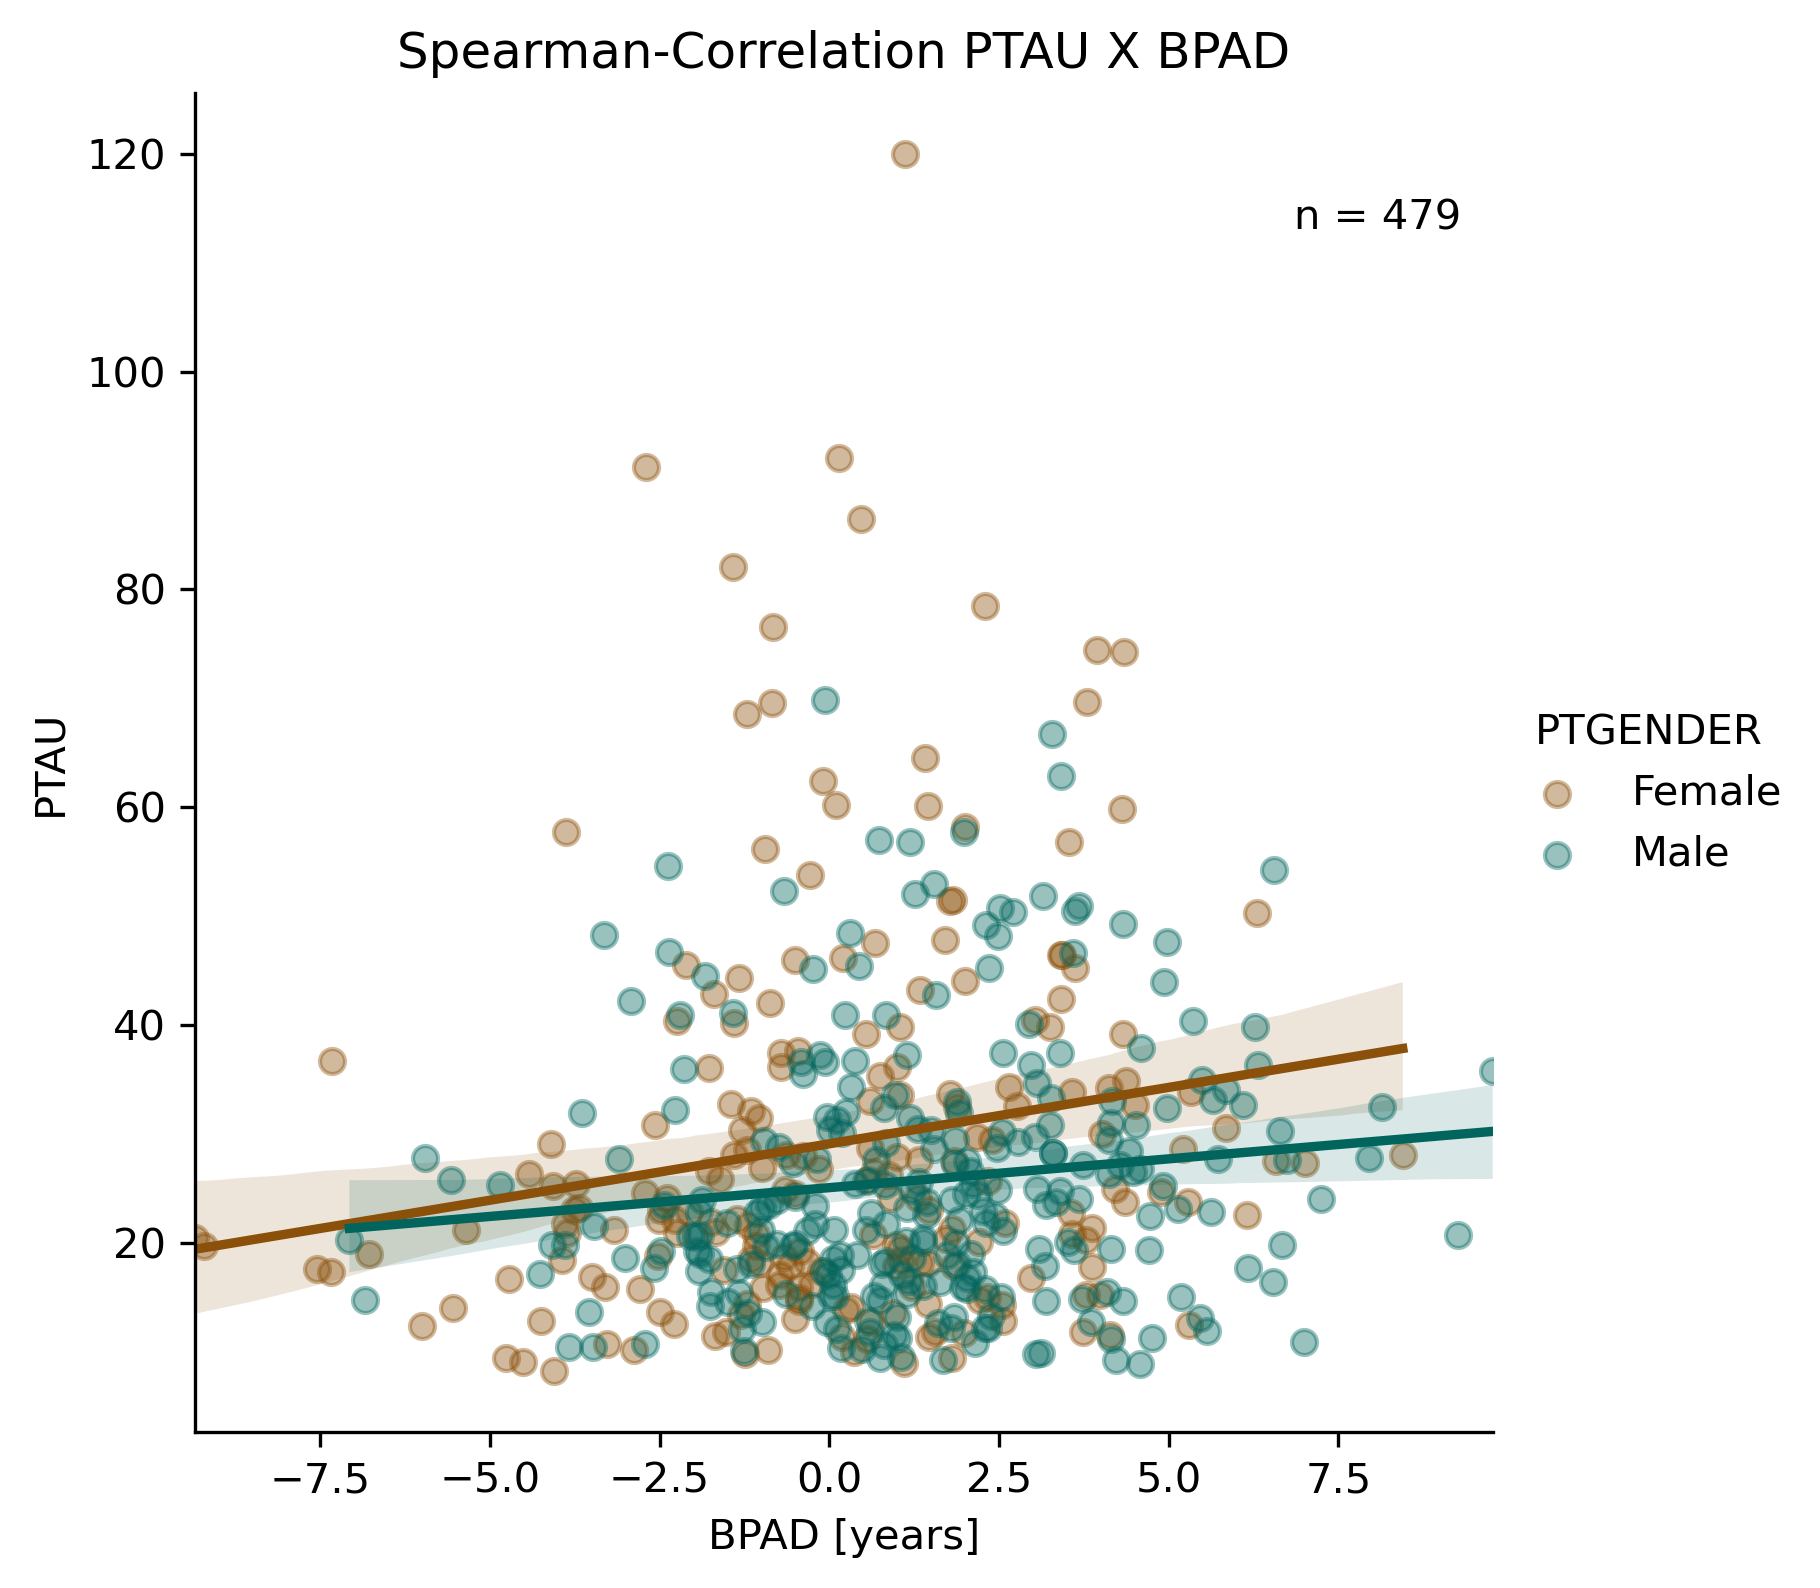 Spearman-Correlation PTAU X BPAD
120
n = 479
100
80
PTAU
60
40
20
PTGENDER
Female
Male
−7.5 −5.0 −2.5 0.0 2.5 5.0 7.5
BPAD [years]